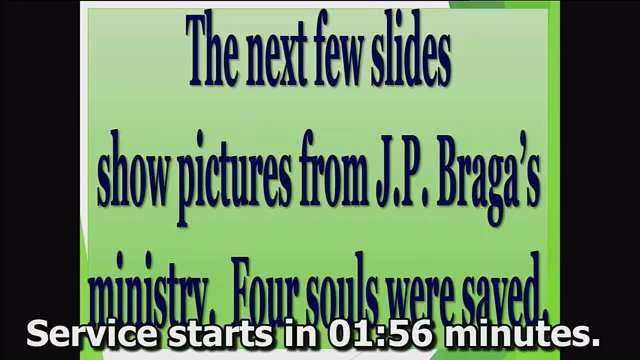 The next few slides
show pictures from J.P. Braga's
ministry. Four souls were saved.
Service starts in 01:56 minutes.